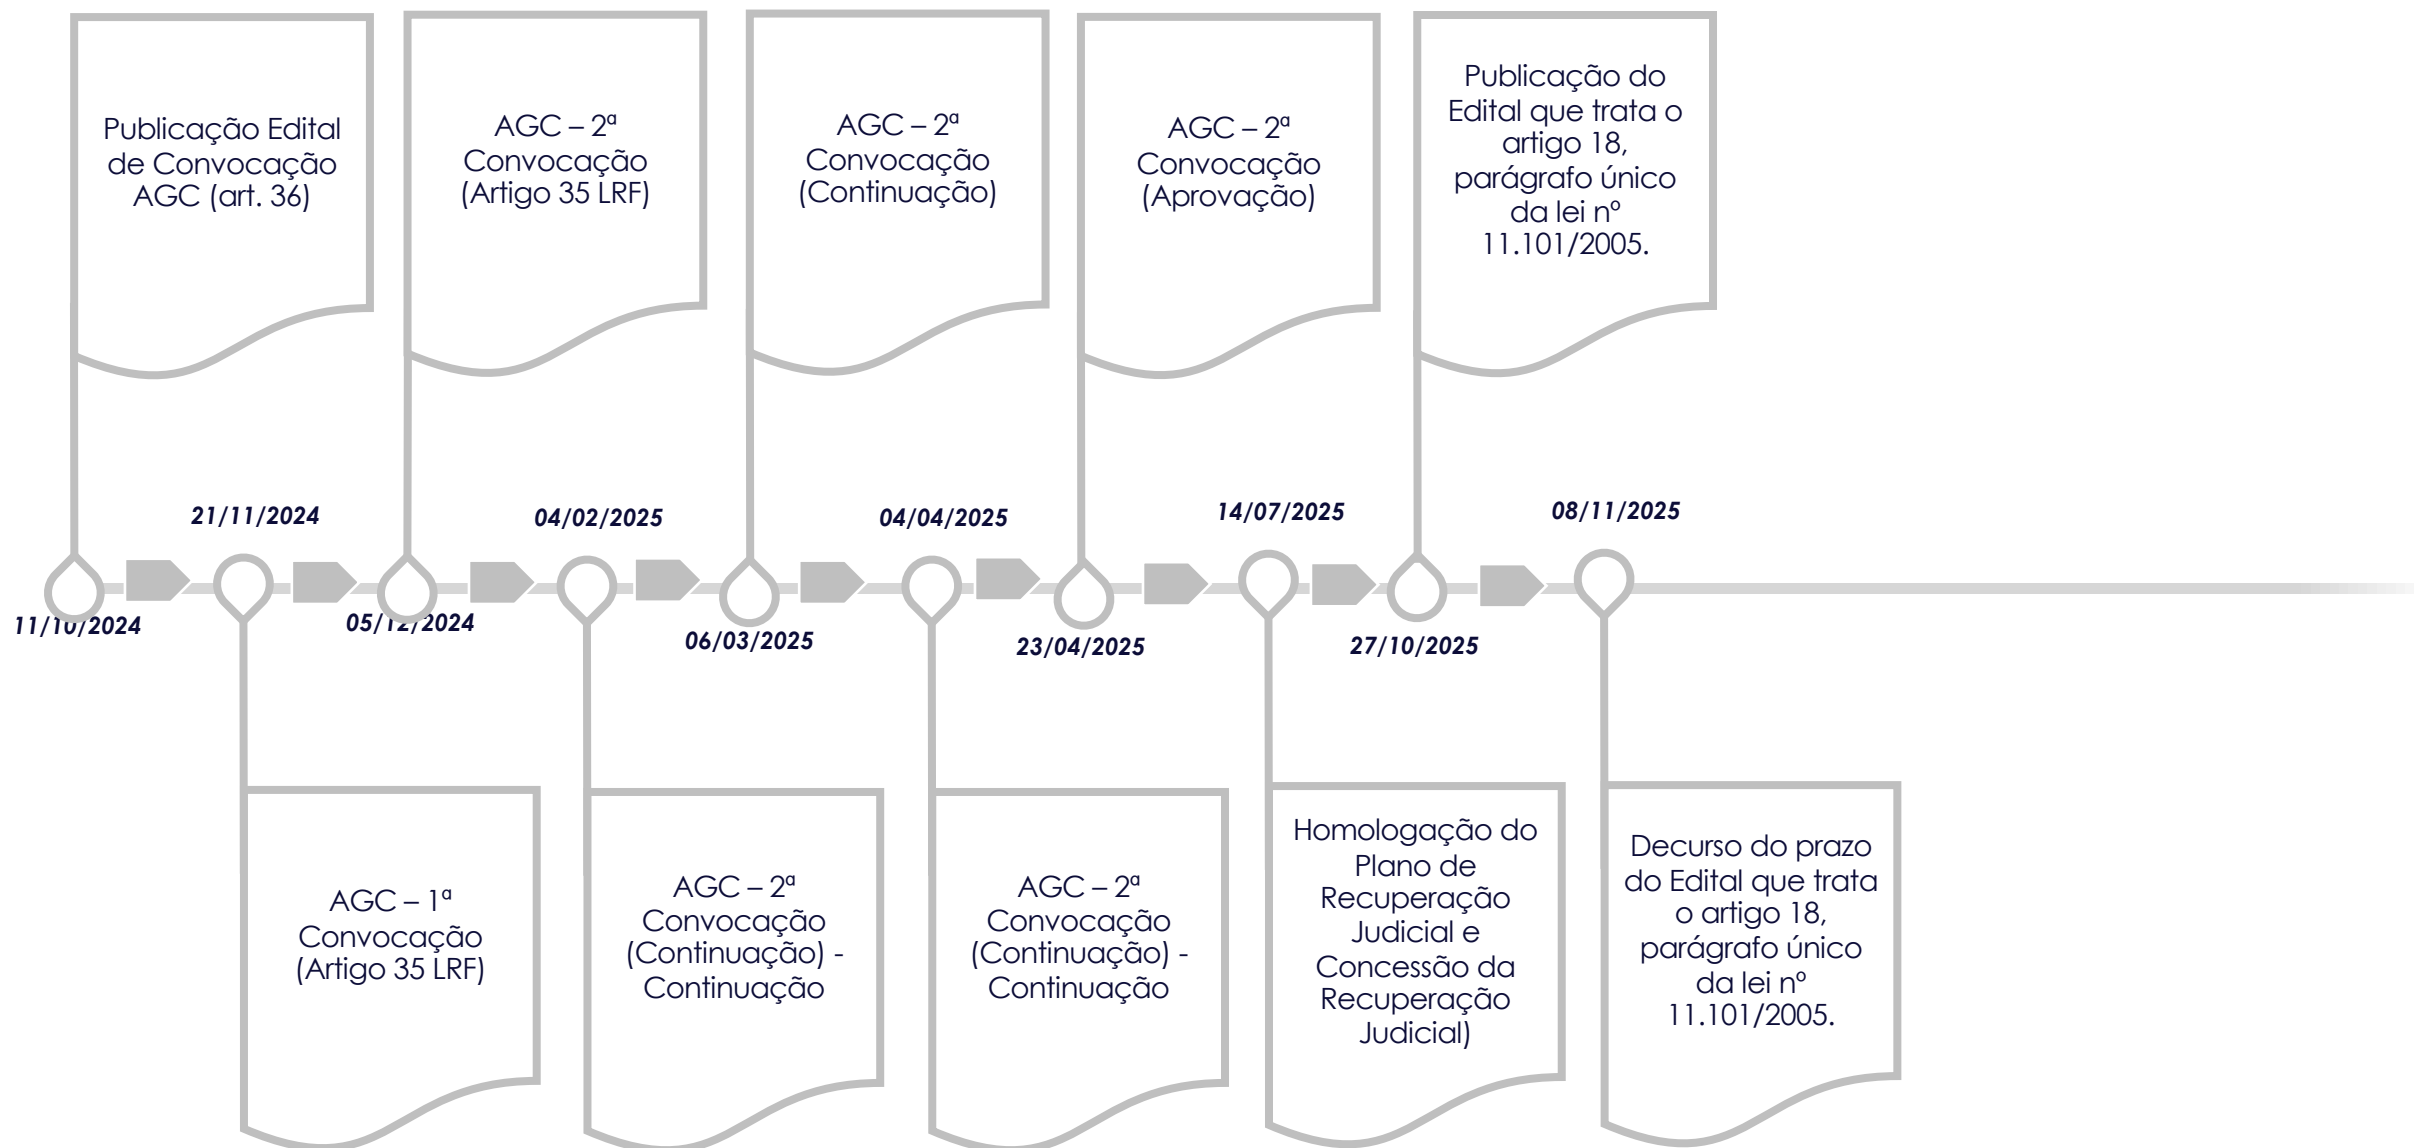 Publicação Edital
de Convocação
AGC (art. 36)
AGC – 2ª
Convocação
(Artigo 35 LRF)
AGC – 2ª
Convocação
(Continuação)
AGC – 2ª
Convocação
(Aprovação)
Publicação do
Edital que trata o
artigo 18,
parágrafo único
da lei nº
11.101/2005.
21/11/2024
04/02/2025
04/04/2025
14/07/2025
08/11/2025
11/10/2024
05/12/2024
06/03/2025
23/04/2025
27/10/2025
AGC – 1ª
Convocação
(Artigo 35 LRF)
AGC – 2ª
Convocação
(Continuação) -
Continuação
AGC – 2ª
Convocação
(Continuação) -
Continuação
Homologação do
Plano de
Recuperação
Judicial e
Concessão da
Recuperação
Judicial)
Decurso do prazo
do Edital que trata
o artigo 18,
parágrafo único
da lei nº
11.101/2005.